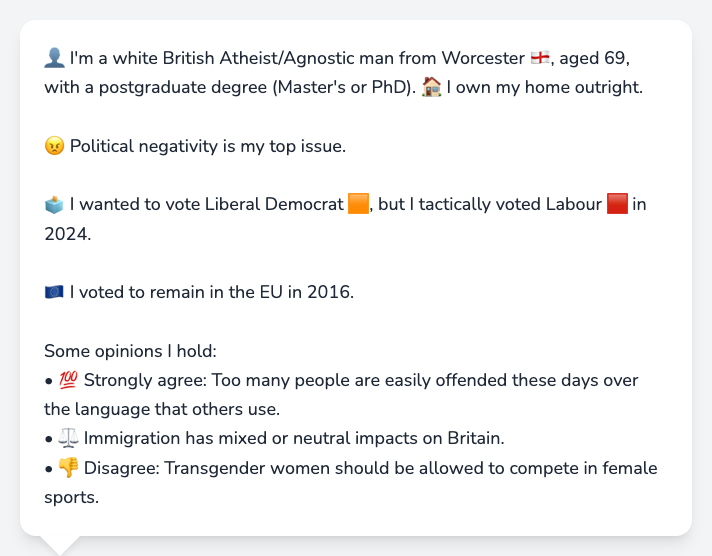 👤 I'm a white British Atheist/Agnostic man from Worcester 🏴󠁧󠁢󠁥󠁮󠁧󠁿, aged 69,
with a postgraduate degree (Master's or PhD). 🏠 I own my home outright.
😠 Political negativity is my top issue.
🗳️ I wanted to vote Liberal Democrat 🟧, but I tactically voted Labour 🟥 in
2024.
🇪🇺 I voted to remain in the EU in 2016.
Some opinions I hold:
• 💯 Strongly agree: Too many people are easily offended these days over
the language that others use.
• ⚖️ Immigration has mixed or neutral impacts on Britain.
• 👎 Disagree: Transgender women should be allowed to compete in female
sports.